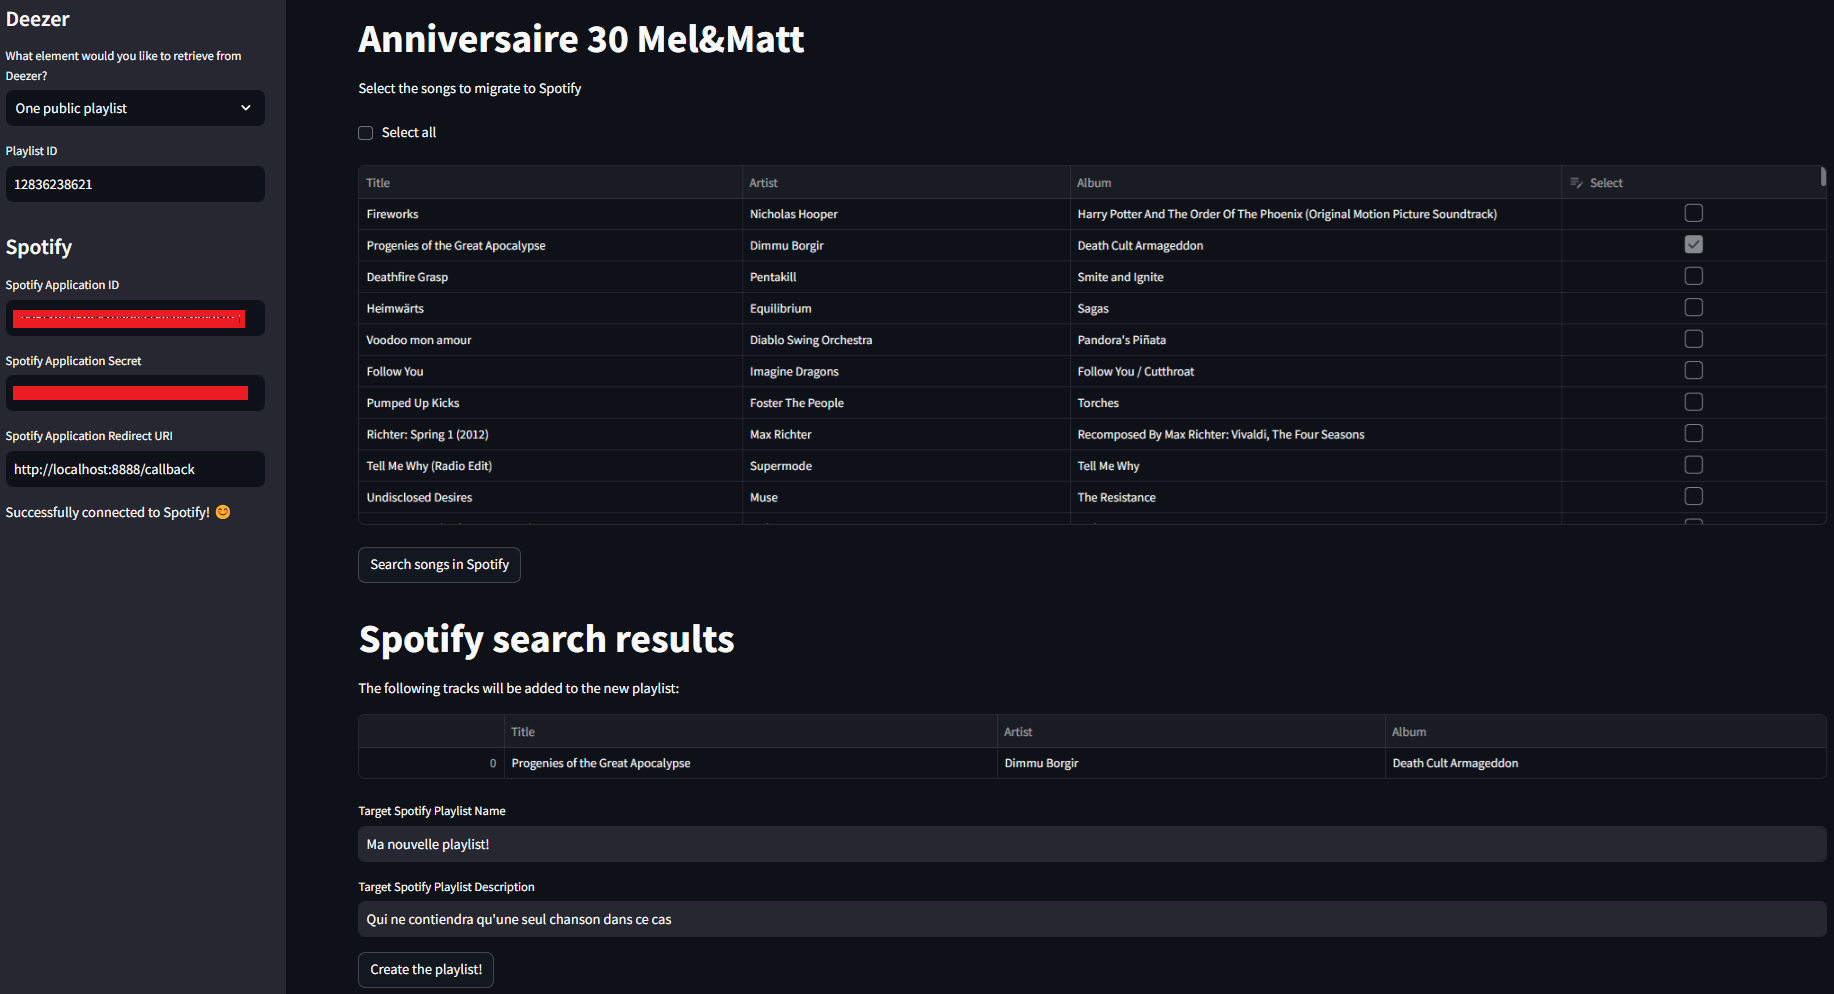 Deezer
What element would you like to retrieve from
Deezer?
One public playlist
Playlist ID
12836238621
Spotify
Spotify Application ID
Spotify Application Secret
Spotify Application Redirect URI
http://localhost:8888/callback
Successfully connected to Spotify! 😊
Anniversaire 30 Mel&Matt
Select the songs to migrate to Spotify
Select all
Title Artist Album Select
Fireworks Nicholas Hooper Harry Potter And The Order Of The Phoenix (Original Motion Picture Soundtrack)
Progenies of the Great Apocalypse Dimmu Borgir Death Cult Armageddon
Deathfire Grasp Pentakill Smite and Ignite
Heimwärts Equilibrium Sagas
Voodoo mon amour Diablo Swing Orchestra Pandora's Piñata
Follow You Imagine Dragons Follow You / Cutthroat
Pumped Up Kicks Foster The People Torches
Richter: Spring 1 (2012) Max Richter Recomposed By Max Richter: Vivaldi, The Four Seasons
Tell Me Why (Radio Edit) Supermode Tell Me Why
Undisclosed Desires Muse The Resistance
Search songs in Spotify
Spotify search results
The following tracks will be added to the new playlist:
Title Artist Album
0 Progenies of the Great Apocalypse Dimmu Borgir Death Cult Armageddon
Target Spotify Playlist Name
Ma nouvelle playlist!
Target Spotify Playlist Description
Qui ne contiendra qu'une seul chanson dans ce cas
Create the playlist!